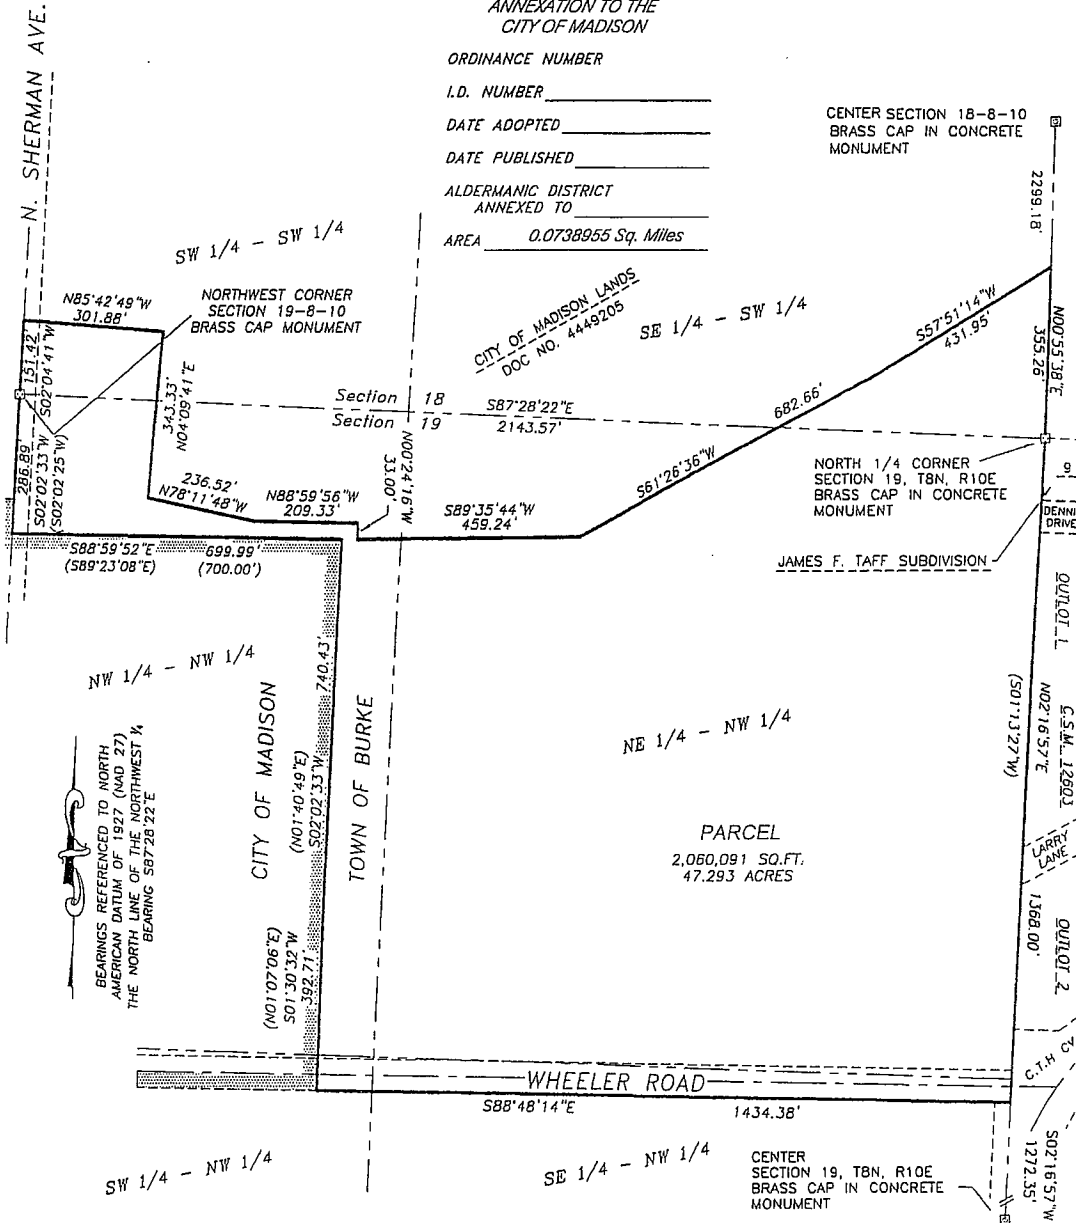 ANNEXATION TO THE
CITY OF MADISON
ORDINANCE NUMBER
I.D. NUMBER
DATE ADOPTED
DATE PUBLISHED
ALDERMANIC DISTRICT
ANNEXED TO
AREA 0.0738955 Sq. Miles
N. SHERMAN AVE.
CENTER SECTION 18-8-10
BRASS CAP IN CONCRETE
MONUMENT
2299.18'
SW 1/4 - SW 1/4
N85°42'49"W
301.88'
NORTHWEST CORNER
SECTION 19-8-10
BRASS CAP MONUMENT
CITY OF MADISON LANDS
DOC NO. 4449205
SE 1/4 - SW 1/4
S57°51'14"W
431.95'
N00°55'38"E
355.26'
151.42'
S02°04'41"W
343.33'
N04°09'41"E
Section 18
Section 19
S87°28'22"E
2143.57'
682.66'
S61°26'36"W
286.89'
S02°02'33"W
(S02°02'25"W)
236.52'
N78°11'48"W
N88°59'56"W
209.33'
33.00'
N00°24'16"W
S89°35'44"W
459.24'
NORTH 1/4 CORNER
SECTION 19, T8N, R10E
BRASS CAP IN CONCRETE
MONUMENT
9
DENNI
DRIVE
JAMES F. TAFF SUBDIVISION
S88°59'52"E 699.99'
(S89°23'08"E) (700.00')
OUTLOT 1
NW 1/4 - NW 1/4
740.43'
(N01°40'49"E)
S02°02'33"W
CITY OF MADISON
TOWN OF BURKE
NE 1/4 - NW 1/4
(S01°13'27"W)
N02°16'57"E
C.S.M. 12603
BEARINGS REFERENCED TO NORTH
AMERICAN DATUM OF 1927 (NAD 27)
THE NORTH LINE OF THE NORTHWEST ¼
BEARING S87°28'22"E
PARCEL
2,060,091 SQ.FT.
47.293 ACRES
LARRY
LANE
1368.00'
OUTLOT 2
(N01°07'06"E)
S01°30'32"W
392.71'
WHEELER ROAD
C.T.H CV
S88°48'14"E 1434.38'
SW 1/4 - NW 1/4
SE 1/4 - NW 1/4
CENTER
SECTION 19, T8N, R10E
BRASS CAP IN CONCRETE
MONUMENT
S02°16'57"W
1272.35'